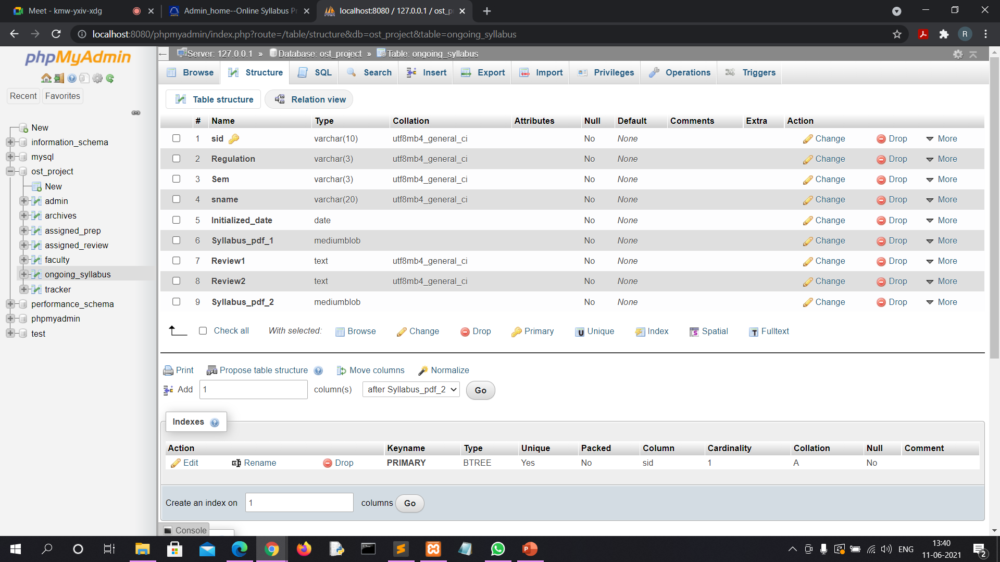 Meet - kmw-yxiv-xdg
Admin_home--Online Syllabus Pr
localhost:8080 / 127.0.0.1 / ost_p
localhost:8080/phpmyadmin/index.php?route=/table/structure&db=ost_project&table=ongoing_syllabus
R
phpMyAdmin
Recent Favorites
New
information_schema
mysql
ost_project
New
admin
archives
assigned_prep
assigned_review
faculty
ongoing_syllabus
tracker
performance_schema
phpmyadmin
test
Server: 127.0.0.1 » Database: ost_project » Table: ongoing_syllabus
Browse Structure SQL Search Insert Export Import Privileges Operations Triggers
Table structure Relation view
# Name Type Collation Attributes Null Default Comments Extra Action
1 sid varchar(10) utf8mb4_general_ci No None Change Drop More
2 Regulation varchar(3) utf8mb4_general_ci No None Change Drop More
3 Sem varchar(3) utf8mb4_general_ci No None Change Drop More
4 sname varchar(20) utf8mb4_general_ci No None Change Drop More
5 Initialized_date date No None Change Drop More
6 Syllabus_pdf_1 mediumblob No None Change Drop More
7 Review1 text utf8mb4_general_ci No None Change Drop More
8 Review2 text utf8mb4_general_ci No None Change Drop More
9 Syllabus_pdf_2 mediumblob No None Change Drop More
Check all With selected: Browse Change Drop Primary Unique Index Spatial Fulltext
Print Propose table structure Move columns Normalize
Add 1 column(s) after Syllabus_pdf_2 Go
Indexes
Action Keyname Type Unique Packed Column Cardinality Collation Null Comment
Edit Rename Drop PRIMARY BTREE Yes No sid 1 A No
Create an index on 1 columns Go
Console
ENG
13:40
11-06-2021
2